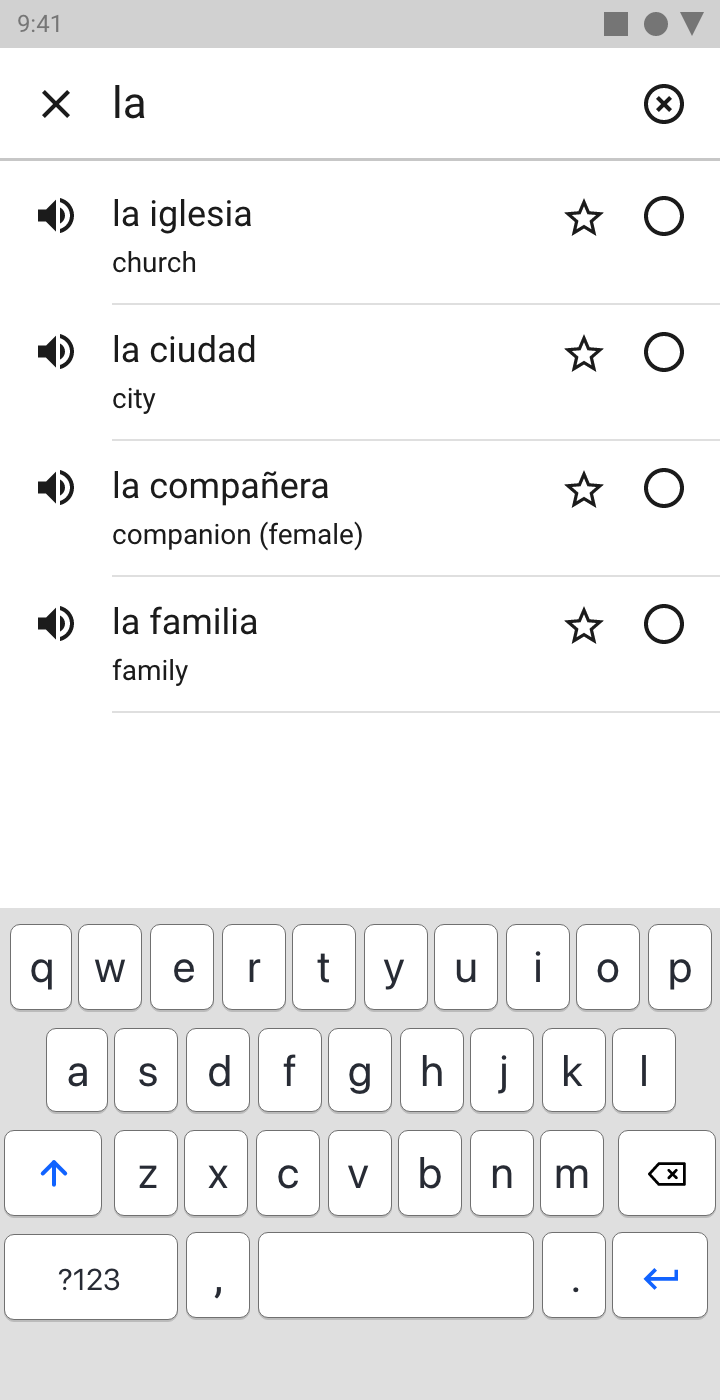 9:41
la
la iglesia
church
la ciudad
city
la compañera
companion (female)
la familia
family
q w e r t y u i o p
a s d f g h j k l
z x c v b n m
?123 , .